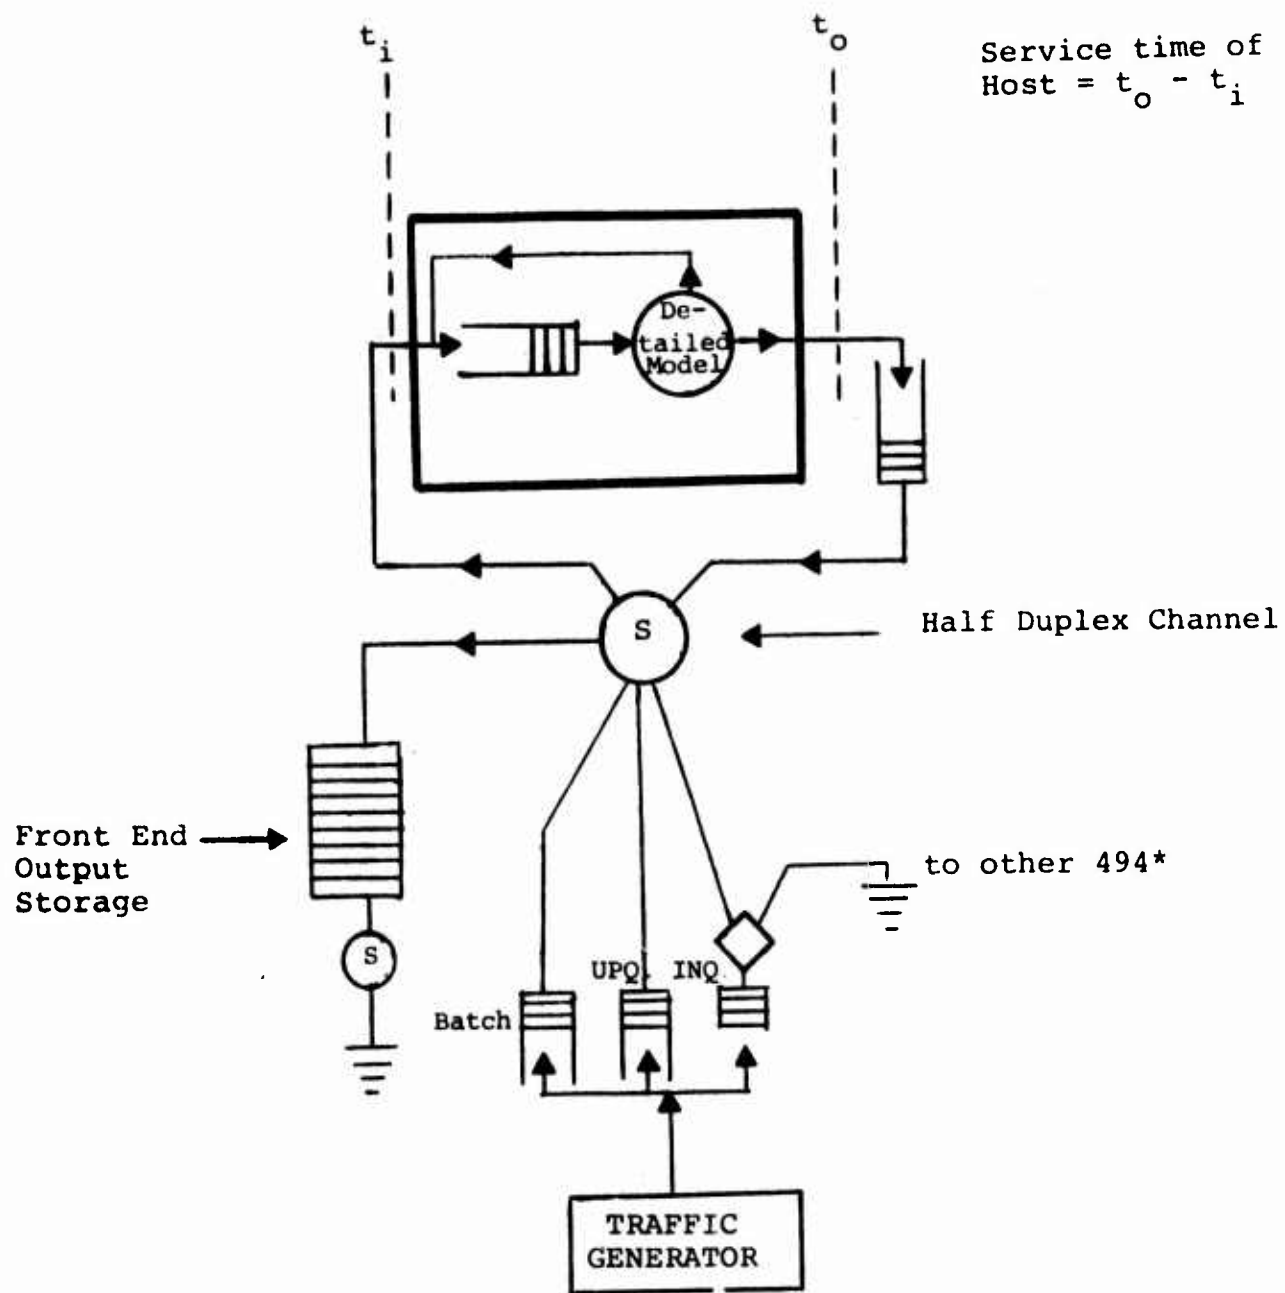 t_i
t_o
Service time of
Host = t_o - t_i
De-
tailed
Model
S
Half Duplex Channel
Front End
Output
Storage
to other 494*
S
UPQ. INQ
Batch
TRAFFIC
GENERATOR